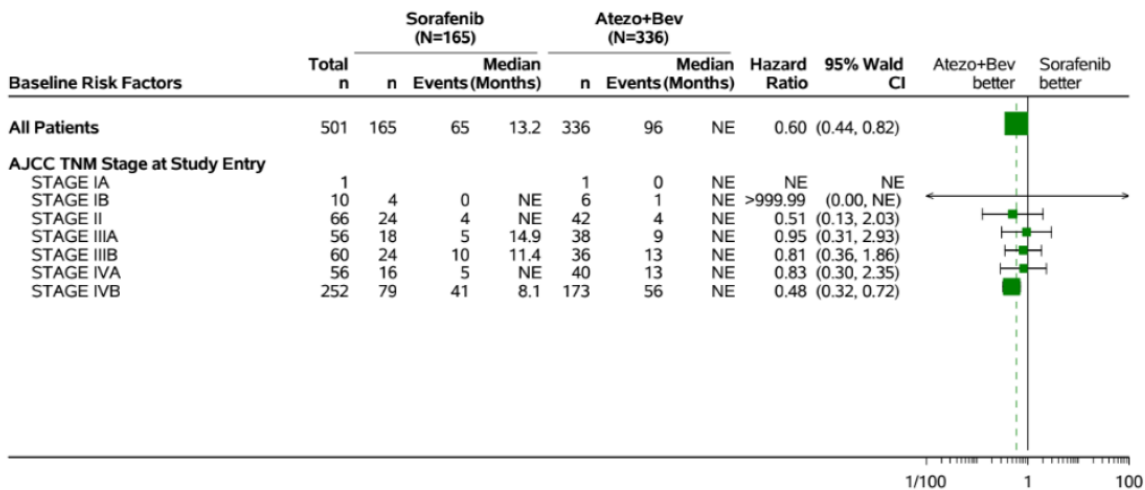 Sorafenib Atezo+Bev
(N=165) (N=336)
Total Median Median Hazard 95% Wald Atezo+Bev Sorafenib
Baseline Risk Factors n n Events (Months) n Events (Months) Ratio CI better better
All Patients 501 165 65 13.2 336 96 NE 0.60 (0.44, 0.82)
AJCC TNM Stage at Study Entry
STAGE IA 1 1 0 NE NE NE
STAGE IB 10 4 0 NE 6 1 NE >999.99 (0.00, NE)
STAGE II 66 24 4 NE 42 4 NE 0.51 (0.13, 2.03)
STAGE IIIA 56 18 5 14.9 38 9 NE 0.95 (0.31, 2.93)
STAGE IIIB 60 24 10 11.4 36 13 NE 0.81 (0.36, 1.86)
STAGE IVA 56 16 5 NE 40 13 NE 0.83 (0.30, 2.35)
STAGE IVB 252 79 41 8.1 173 56 NE 0.48 (0.32, 0.72)
1/100 1 100